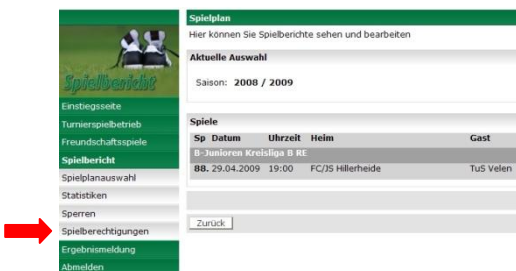 Spielbericht
Einstiegsseite
Turnierspielbetrieb
Freundschaftsspiele
Spielbericht
Spielplanauswahl
Statistiken
Sperren
Spielberechtigungen
Ergebnismeldung
Abmelden
Spielplan
Hier können Sie Spielberichte sehen und bearbeiten
Aktuelle Auswahl
Saison: 2008 / 2009
Spiele
Sp Datum Uhrzeit Heim Gast
B-Junioren Kreisliga B RE
88. 29.04.2009 19:00 FC/JS Hillerheide TuS Velen
Zurück